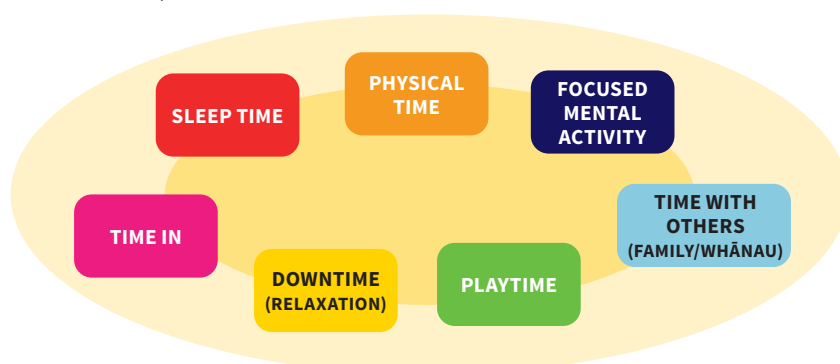 SLEEP TIME
PHYSICAL
TIME
FOCUSED
MENTAL
ACTIVITY
TIME IN
DOWNTIME
(RELAXATION)
PLAYTIME
TIME WITH
OTHERS
(FAMILY/WHĀNAU)